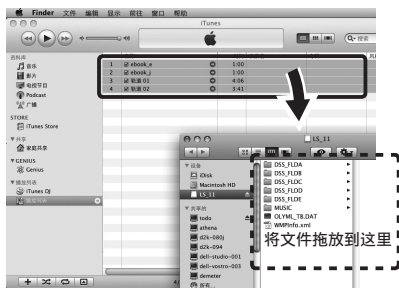 Finder 文件 编辑 显示 前往 窗口 帮助
iTunes
Q- 搜索
资料库
音乐
影片
电视节目
Podcast
广播
STORE
iTunes Store
共享
家庭共享
GENIUS
Genius
iTunes DJ
1 ebook_e 1:00
2 ebook_j 1:00
3 轨道 01 4:06
4 轨道 02 3:41
LS_11
设备
iDisk
Macintosh HD
LS_11
共享的
todo
athena
d2k-080j
d2k-094
dell-studio-001
dell-vostro-003
demeter
所有...
DSS_FLDA
DSS_FLDB
DSS_FLDC
DSS_FLDD
DSS_FLDE
MUSIC
OLYML_TB.DAT
WMPInfo.xml
将文件拖放到这里